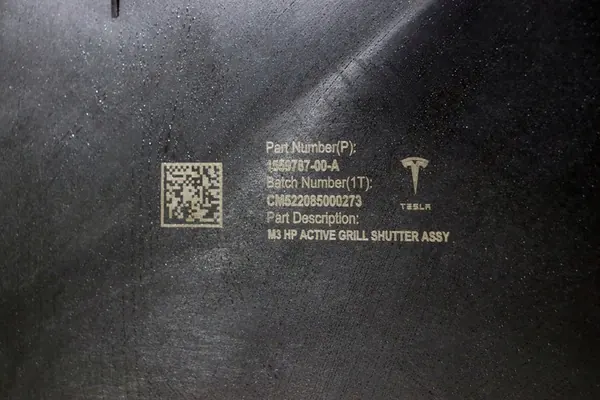 Part Number(P):
1559787-00-A
Batch Number(1T):
CM522085000273
Part Description:
M3 HP ACTIVE GRILL SHUTTER ASSY
TESLA